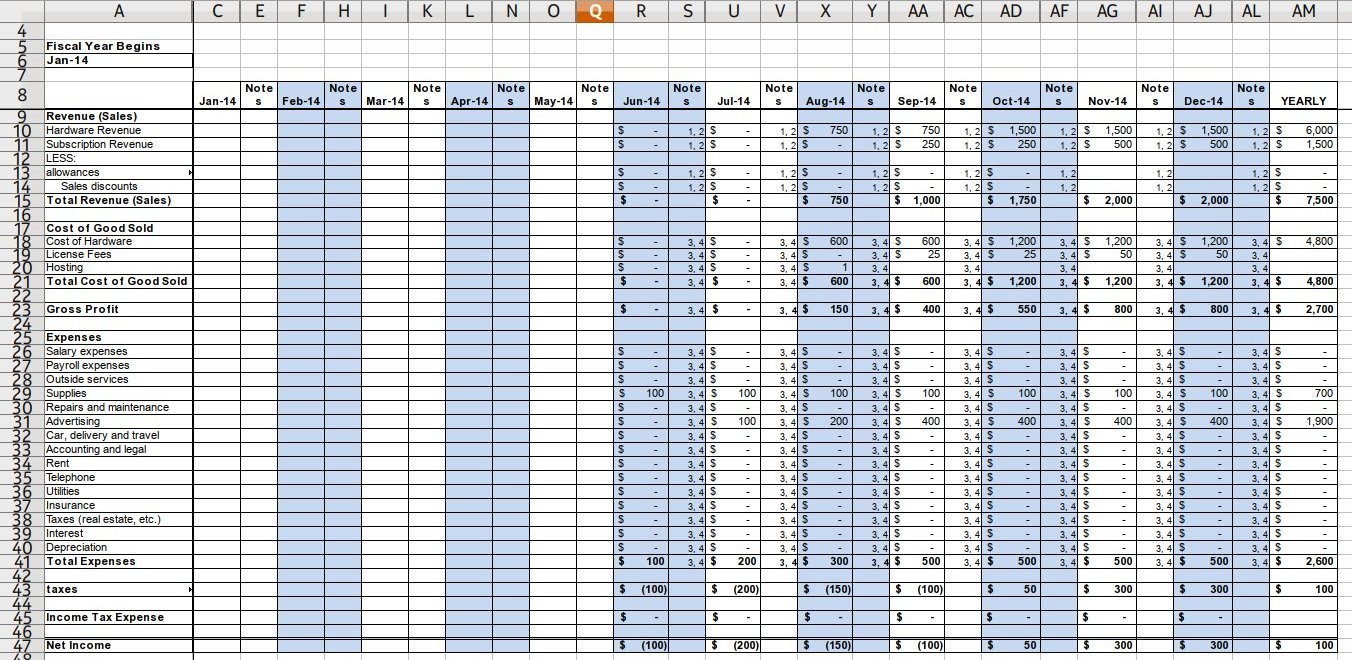 A C E F H I K L N O Q R S U V X Y AA AC AD AF AG AI AJ AL AM
4
5 Fiscal Year Begins
6 Jan-14
7
8 Jan-14 Notes Feb-14 Notes Mar-14 Notes Apr-14 Notes May-14 Notes Jun-14 Notes Jul-14 Notes Aug-14 Notes Sep-14 Notes Oct-14 Notes Nov-14 Notes Dec-14 Notes YEARLY
9 Revenue (Sales)
10 Hardware Revenue $ - 1, 2 $ - 1, 2 $ 750 1, 2 $ 750 1, 2 $ 1,500 1, 2 $ 1,500 1, 2 $ 1,500 1, 2 $ 6,000
11 Subscription Revenue $ - 1, 2 $ - 1, 2 $ - 1, 2 $ 250 1, 2 $ 250 1, 2 $ 500 1, 2 $ 500 1, 2 $ 1,500
12 LESS:
13 allowances $ - 1, 2 $ - 1, 2 $ - 1, 2 $ - 1, 2 $ - 1, 2 1, 2 1, 2 $ -
14 Sales discounts $ - 1, 2 $ - 1, 2 $ - 1, 2 $ - 1, 2 $ - 1, 2 1, 2 1, 2 $ -
15 Total Revenue (Sales) $ - $ - $ 750 $ 1,000 $ 1,750 $ 2,000 $ 2,000 $ 7,500
16
17 Cost of Good Sold
18 Cost of Hardware $ - 3, 4 $ - 3, 4 $ 600 3, 4 $ 600 3, 4 $ 1,200 3, 4 $ 1,200 3, 4 $ 1,200 3, 4 $ 4,800
19 License Fees $ - 3, 4 $ - 3, 4 $ - 3, 4 $ 25 3, 4 $ 25 3, 4 $ 50 3, 4 $ 50 3, 4
20 Hosting $ - 3, 4 $ - 3, 4 $ 1 3, 4 3, 4 3, 4 3, 4 3, 4
21 Total Cost of Good Sold $ - 3, 4 $ - 3, 4 $ 600 3, 4 $ 600 3, 4 $ 1,200 3, 4 $ 1,200 3, 4 $ 1,200 3, 4 $ 4,800
22
23 Gross Profit $ - 3, 4 $ - 3, 4 $ 150 3, 4 $ 400 3, 4 $ 550 3, 4 $ 800 3, 4 $ 800 3, 4 $ 2,700
24
25 Expenses
26 Salary expenses $ - 3, 4 $ - 3, 4 $ - 3, 4 $ - 3, 4 $ - 3, 4 $ - 3, 4 $ - 3, 4 $ -
27 Payroll expenses $ - 3, 4 $ - 3, 4 $ - 3, 4 $ - 3, 4 $ - 3, 4 $ - 3, 4 $ - 3, 4 $ -
28 Outside services $ - 3, 4 $ - 3, 4 $ - 3, 4 $ - 3, 4 $ - 3, 4 $ - 3, 4 $ - 3, 4 $ -
29 Supplies $ 100 3, 4 $ 100 3, 4 $ 100 3, 4 $ 100 3, 4 $ 100 3, 4 $ 100 3, 4 $ 100 3, 4 $ 700
30 Repairs and maintenance $ - 3, 4 $ - 3, 4 $ - 3, 4 $ - 3, 4 $ - 3, 4 $ - 3, 4 $ - 3, 4 $ -
31 Advertising $ - 3, 4 $ 100 3, 4 $ 200 3, 4 $ 400 3, 4 $ 400 3, 4 $ 400 3, 4 $ 400 3, 4 $ 1,900
32 Car, delivery and travel $ - 3, 4 $ - 3, 4 $ - 3, 4 $ - 3, 4 $ - 3, 4 $ - 3, 4 $ - 3, 4 $ -
33 Accounting and legal $ - 3, 4 $ - 3, 4 $ - 3, 4 $ - 3, 4 $ - 3, 4 $ - 3, 4 $ - 3, 4 $ -
34 Rent $ - 3, 4 $ - 3, 4 $ - 3, 4 $ - 3, 4 $ - 3, 4 $ - 3, 4 $ - 3, 4 $ -
35 Telephone $ - 3, 4 $ - 3, 4 $ - 3, 4 $ - 3, 4 $ - 3, 4 $ - 3, 4 $ - 3, 4 $ -
36 Utilities $ - 3, 4 $ - 3, 4 $ - 3, 4 $ - 3, 4 $ - 3, 4 $ - 3, 4 $ - 3, 4 $ -
37 Insurance $ - 3, 4 $ - 3, 4 $ - 3, 4 $ - 3, 4 $ - 3, 4 $ - 3, 4 $ - 3, 4 $ -
38 Taxes (real estate, etc.) $ - 3, 4 $ - 3, 4 $ - 3, 4 $ - 3, 4 $ - 3, 4 $ - 3, 4 $ - 3, 4 $ -
39 Interest $ - 3, 4 $ - 3, 4 $ - 3, 4 $ - 3, 4 $ - 3, 4 $ - 3, 4 $ - 3, 4 $ -
40 Depreciation $ - 3, 4 $ - 3, 4 $ - 3, 4 $ - 3, 4 $ - 3, 4 $ - 3, 4 $ - 3, 4 $ -
41 Total Expenses $ 100 3, 4 $ 200 3, 4 $ 300 3, 4 $ 500 3, 4 $ 500 3, 4 $ 500 3, 4 $ 500 3, 4 $ 2,600
42
43 taxes $ (100) $ (200) $ (150) $ (100) $ 50 $ 300 $ 300 $ 100
44
45 Income Tax Expense $ - $ - $ - $ - $ - $ - $ -
46
47 Net Income $ (100) $ (200) $ (150) $ (100) $ 50 $ 300 $ 300 $ 100
48